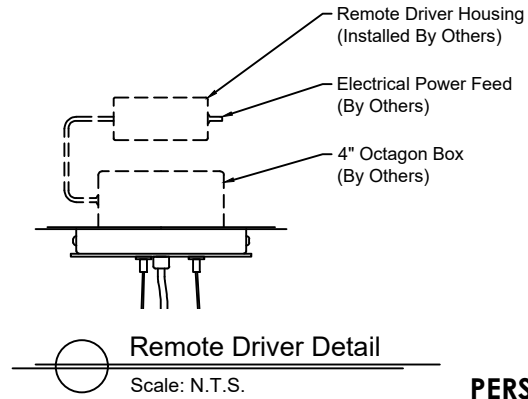 Remote Driver Housing
(Installed By Others)
Electrical Power Feed
(By Others)
4" Octagon Box
(By Others)
Remote Driver Detail
Scale: N.T.S.
PERS